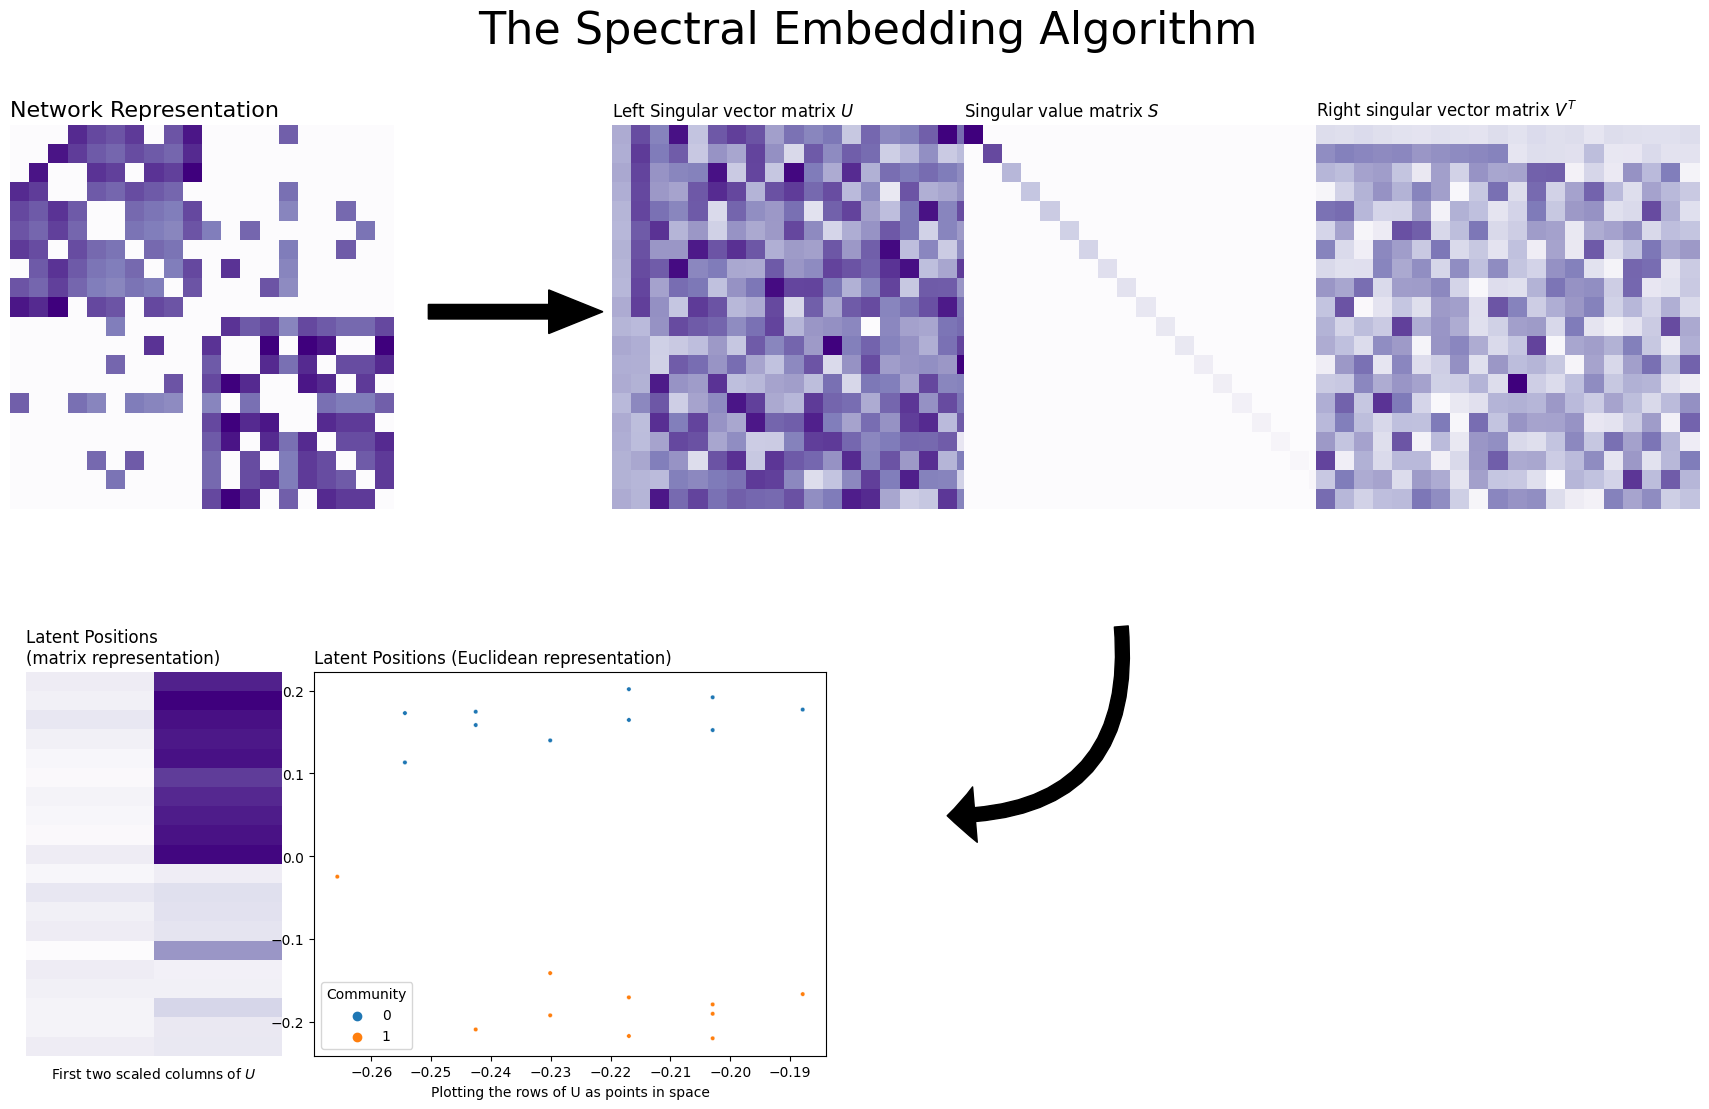 The Spectral Embedding Algorithm
Network Representation
Left Singular vector matrix U
Singular value matrix S
Right singular vector matrix V^T
Latent Positions
(matrix representation)
First two scaled columns of U
Latent Positions (Euclidean representation)
0.2
0.1
0.0
−0.1
−0.2
Community
0
1
−0.26 −0.25 −0.24 −0.23 −0.22 −0.21 −0.20 −0.19
Plotting the rows of U as points in space